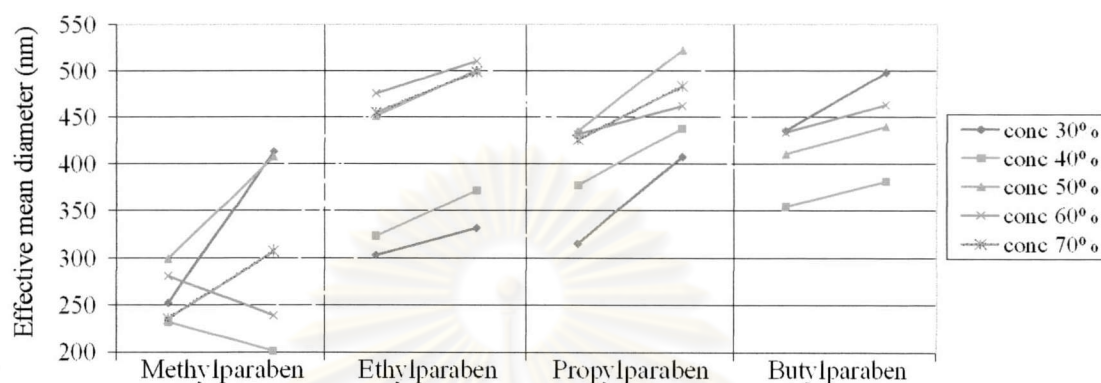 Effective mean diameter (nm)
550
500
450
400
350
300
250
200
Methylparaben
Ethylparaben
Propylparaben
Butylparaben
conc 30%
conc 40%
conc 50%
conc 60%
conc 70%